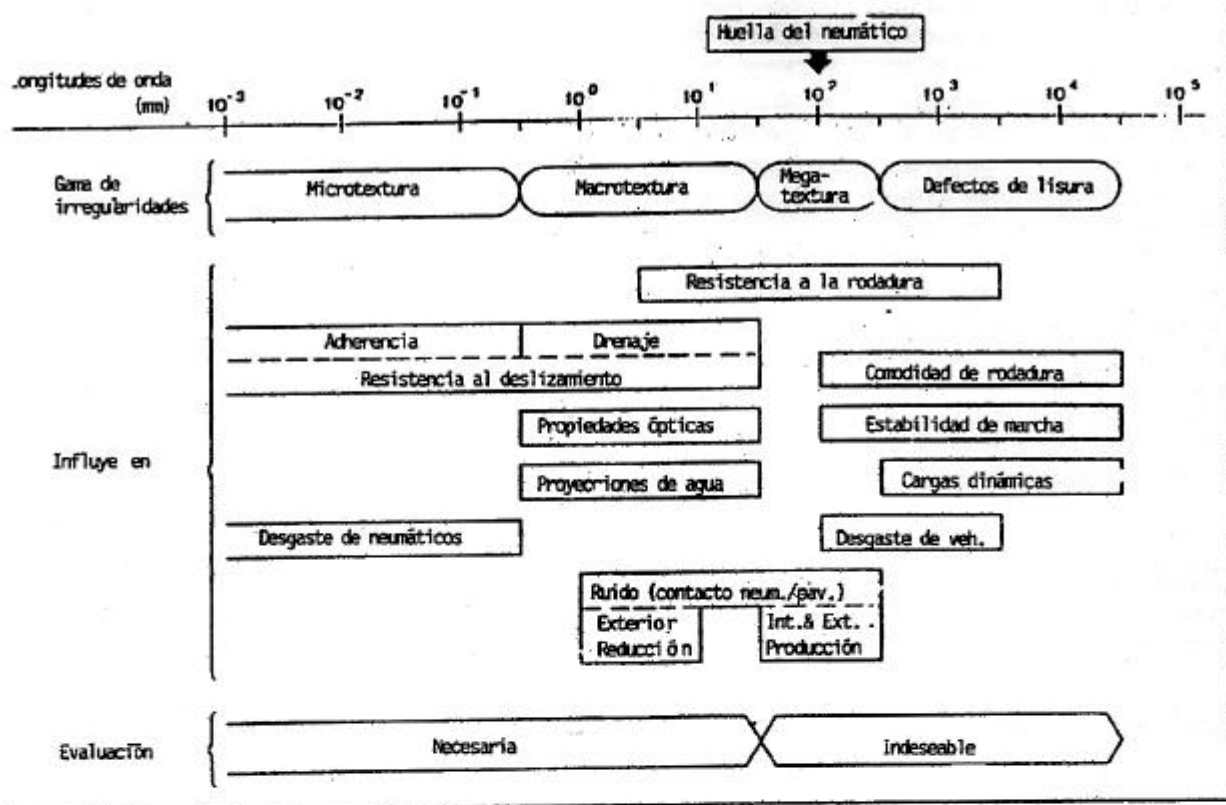 Huella del neumático
.ongitudes de onda
(mm)
10-3 10-2 10-1 10⁰ 10¹ 10² 10³ 10⁴ 10⁵
Gama de
irregularidades
Microtextura
Macrotextura
Mega-
textura
Defectos de lisura
Resistencia a la rodadura
Adherencia
Drenaje
Resistencia al deslizamiento
Comodidad de rodadura
Propiedades ópticas
Estabilidad de marcha
Influye en
Proyecriones de agua
Cargas dinámicas
Desgaste de neumáticos
Desgaste de veh.
Ruido (contacto neum./pav.)
Exterior
Reducción
Int.& Ext.
Producción
Evaluación
Necesaria
Indeseable